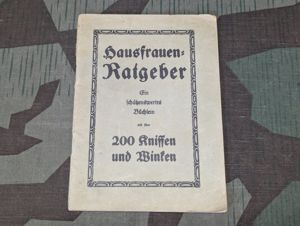 Hausfrauen-
Ratgeber
Ein
schätzenswertes
Büchlein
mit über
200 Kniffen
und Winken